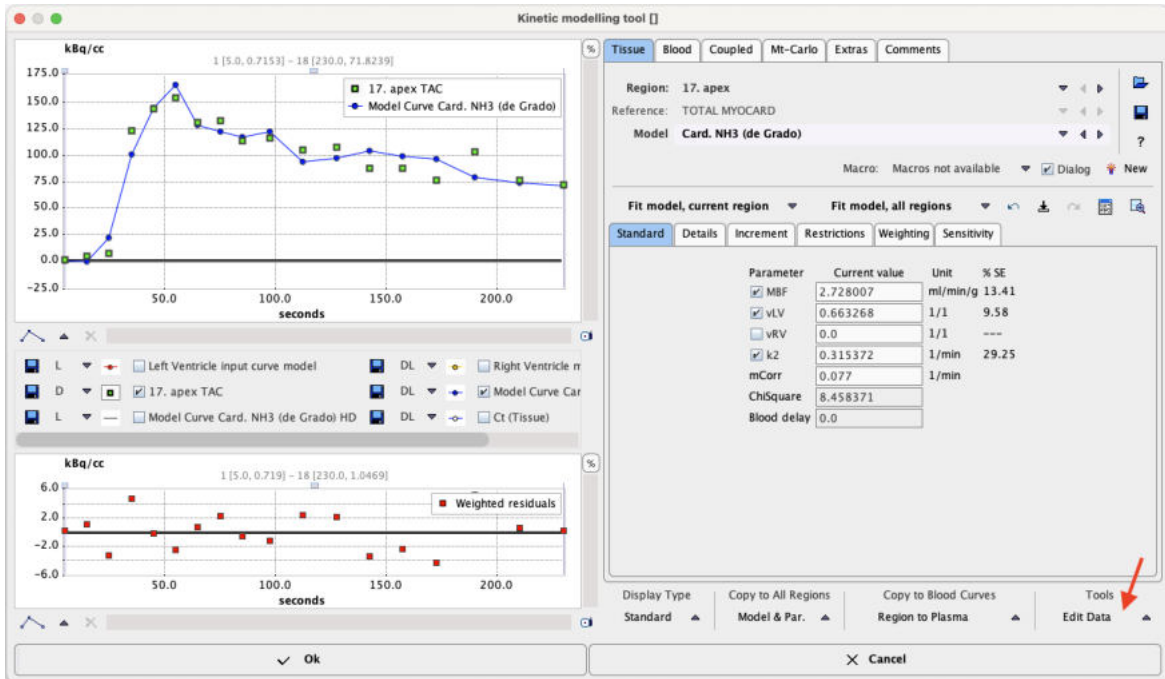 Kinetic modelling tool []
kBq/cc
1 [5.0, 0.7153] – 18 [230.0, 71.8239]
%
175.0
150.0
125.0
100.0
75.0
50.0
25.0
0.0
-25.0
17. apex TAC
Model Curve Card. NH3 (de Grado)
50.0 100.0 150.0 200.0
seconds
L Left Ventricle input curve model DL Right Ventricle
D 17. apex TAC DL Model Curve Car
L Model Curve Card. NH3 (de Grado) HD DL Ct (Tissue)
kBq/cc
1 [5.0, 0.719] – 18 [230.0, 1.0469]
%
6.0
2.0
-2.0
-6.0
Weighted residuals
50.0 100.0 150.0 200.0
seconds
Tissue Blood Coupled Mt-Carlo Extras Comments
Region: 17. apex
Reference: TOTAL MYOCARD
Model Card. NH3 (de Grado)
?
Macro: Macros not available Dialog New
Fit model, current region Fit model, all regions
Standard Details Increment Restrictions Weighting Sensitivity
Parameter Current value Unit % SE
MBF 2.728007 ml/min/g 13.41
vLV 0.663268 1/1 9.58
vRV 0.0 1/1 ---
k2 0.315372 1/min 29.25
mCorr 0.077 1/min
ChiSquare 8.458371
Blood delay 0.0
Display Type Copy to All Regions Copy to Blood Curves Tools
Standard Model & Par. Region to Plasma Edit Data
Ok Cancel